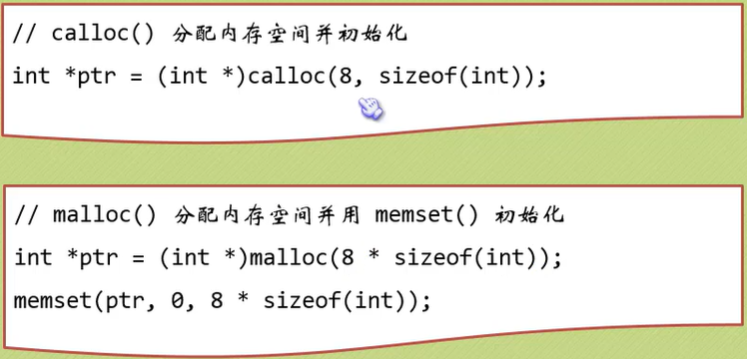 // calloc() 分配内存空间并初始化
int *ptr = (int *)calloc(8, sizeof(int));
// malloc() 分配内存空间并用 memset() 初始化
int *ptr = (int *)malloc(8 * sizeof(int));
memset(ptr, 0, 8 * sizeof(int));